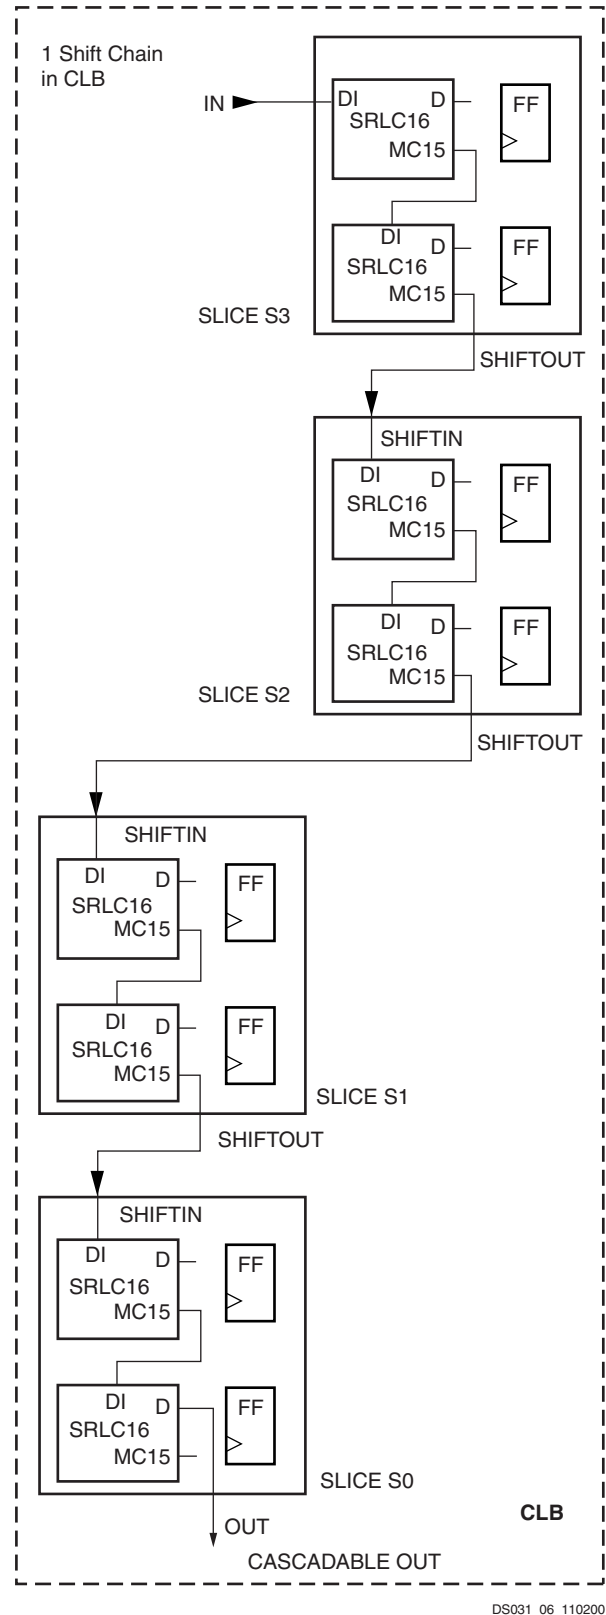 1 Shift Chain
in CLB
IN
DI
D
SRLC16
MC15
FF
DI
D
SRLC16
MC15
FF
SLICE S3
SHIFTOUT
SHIFTIN
DI
D
SRLC16
MC15
FF
DI
D
SRLC16
MC15
FF
SLICE S2
SHIFTOUT
SHIFTIN
DI
D
SRLC16
MC15
FF
DI
D
SRLC16
MC15
FF
SLICE S1
SHIFTOUT
SHIFTIN
DI
D
SRLC16
MC15
FF
DI
D
SRLC16
MC15
FF
SLICE S0
OUT
CLB
CASCADABLE OUT
DS031_06_110200